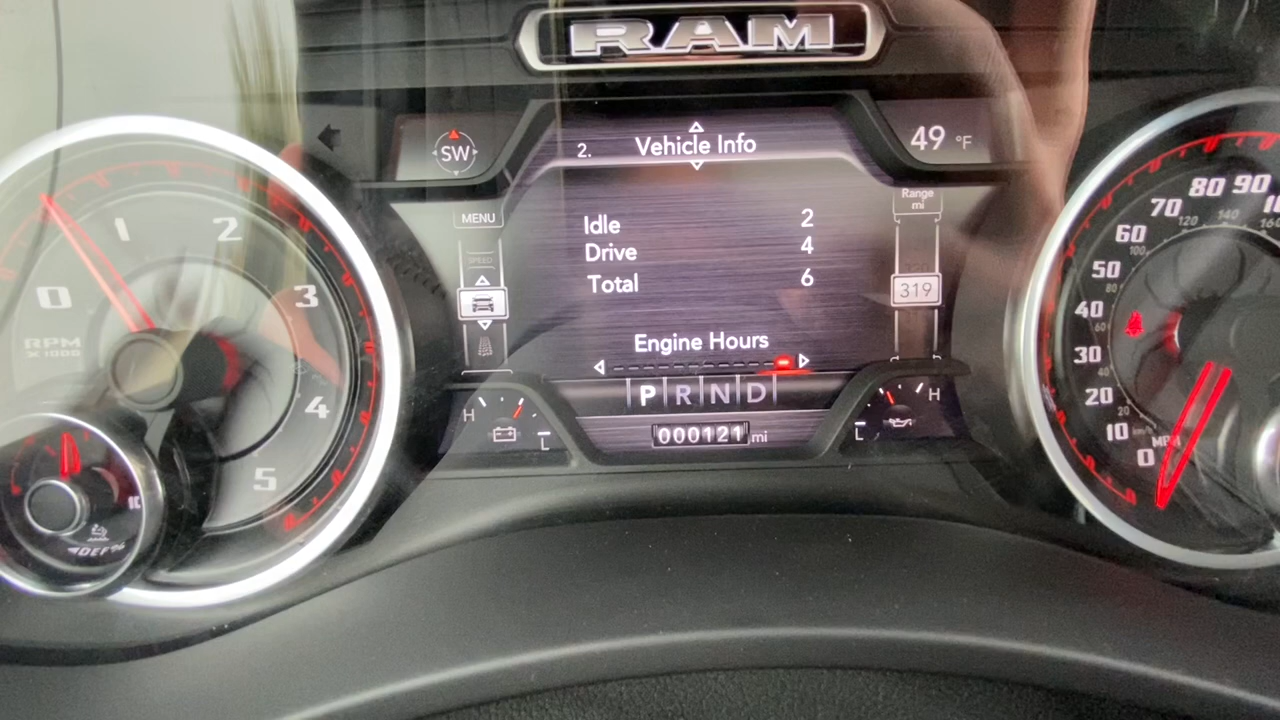 RAM
SW
2. Vehicle Info
49 °F
MENU
SPEED
Range
mi
Idle 2
Drive 4
Total 6
319
Engine Hours
P R N D
H L
L H
000121 mi
0 1 2 3 4 5
RPM
X 1000
DEF%
0 10 20 30 40 50 60 70 80 90
20 40 60 80 100 120 140 160
MPH
km/h